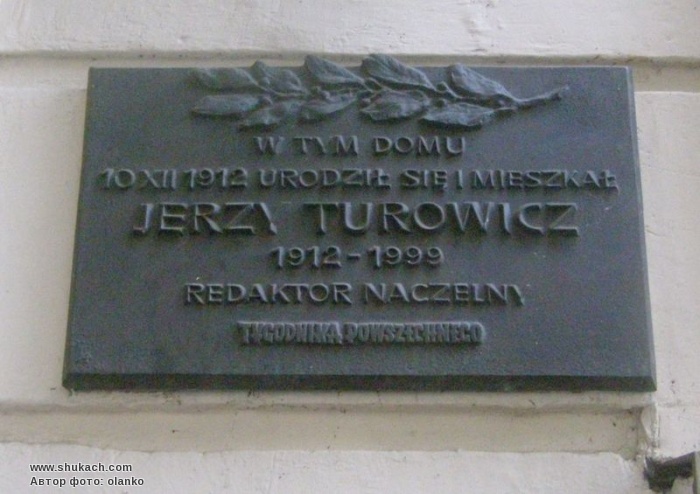 W TYM DOMU
10 XII 1912 URODZIŁ SIĘ I MIESZKAŁ
JERZY TUROWICZ
1912-1999
REDAKTOR NACZELNY
TYGODNIKA POWSZECHNEGO
www.shukach.com
Автор фото: olanko